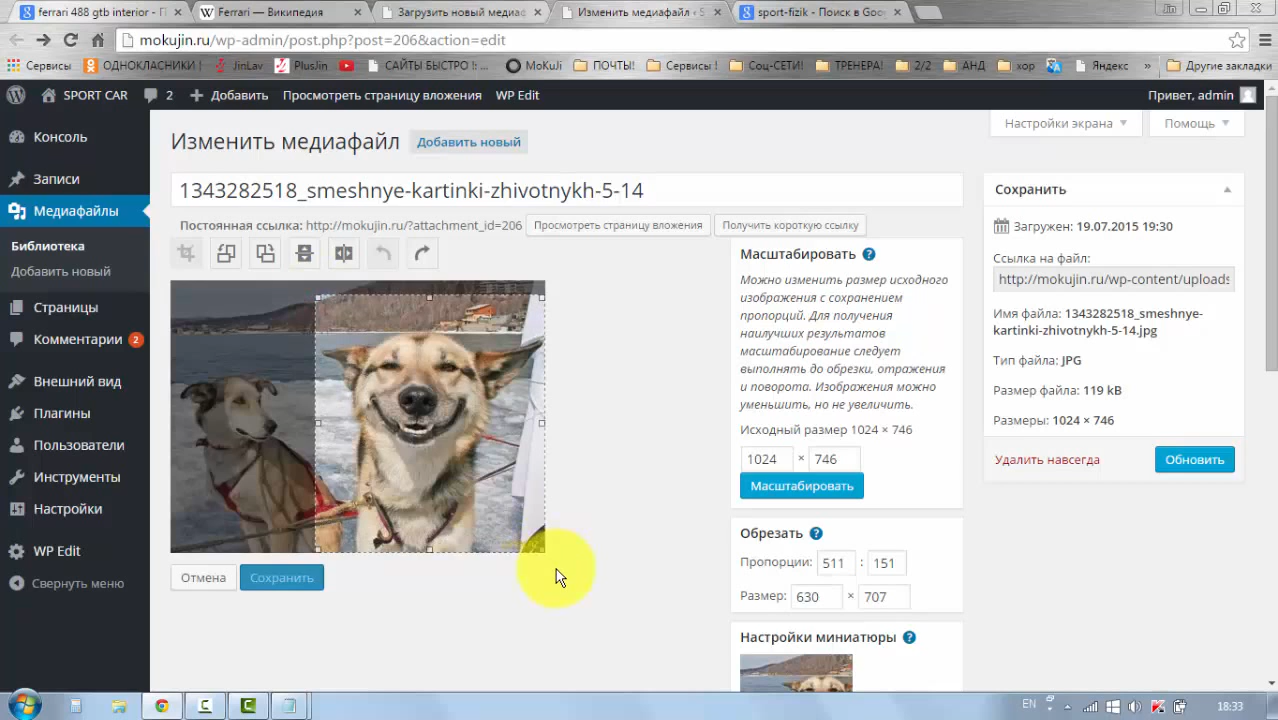 ferrari 488 gtb interior - П
Ferrari — Википедия
Загрузить новый медиаф
Изменить медиафайл ‹ S
sport-fizik - Поиск в Goo
mokujin.ru/wp-admin/post.php?post=206&action=edit
Сервисы
ОДНОКЛАСНИКИ !
JinLav
PlusJin
САЙТЫ БЫСТРО !: ...
MoKuJi
ПОЧТЫ!
Сервисы !
Соц-СЕТИ!
ТРЕНЕРА!
2/2
АНД
хор
Яндекс
»
Другие закладки
SPORT CAR
2
Добавить
Просмотреть страницу вложения
WP Edit
Привет, admin
Консоль
Записи
Медиафайлы
Библиотека
Добавить новый
Страницы
Комментарии 2
Внешний вид
Плагины
Пользователи
Инструменты
Настройки
WP Edit
Свернуть меню
Настройки экрана
Помощь
Изменить медиафайл
Добавить новый
1343282518_smeshnye-kartinki-zhivotnykh-5-14
Постоянная ссылка: http://mokujin.ru/?attachment_id=206
Просмотреть страницу вложения
Получить короткую ссылку
Отмена
Сохранить
Масштабировать
Можно изменить размер исходного
изображения с сохранением
пропорций. Для получения
наилучших результатов
масштабирование следует
выполнять до обрезки, отражения
и поворота. Изображения можно
уменьшить, но не увеличить.
Исходный размер 1024 × 746
1024 × 746
Масштабировать
Обрезать
Пропорции: 511 : 151
Размер: 630 × 707
Настройки миниатюры
Сохранить
Загружен: 19.07.2015 19:30
Ссылка на файл:
http://mokujin.ru/wp-content/uploads
Имя файла: 1343282518_smeshnye-
kartinki-zhivotnykh-5-14.jpg
Тип файла: JPG
Размер файла: 119 kB
Размеры: 1024 × 746
Удалить навсегда
Обновить
EN
18:33